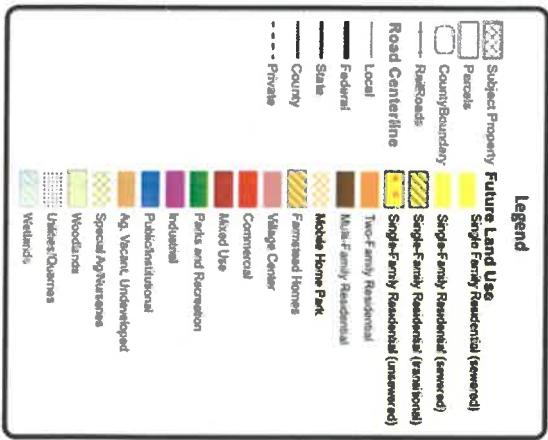 Legend
Subject Property
Parcels
CountyBoundary
RailRoads
Road Centerline
Local
Federal
State
County
Private
Future Land Use
Single Family Residential (sewered)
Single-Family Residential (sewered)
Single-Family Residential (transitional)
Single-Family Residential (unsewered)
Two-Family Residential
Multi-Family Residential
Mobile Home Park
Farmstead Homes
Village Center
Commercial
Mixed Use
Parks and Recreation
Industrial
Public/Institutional
Ag, Vacant, Undeveloped
Special Ag/Nurseries
Woodlands
Utilities/Quarries
Wetlands